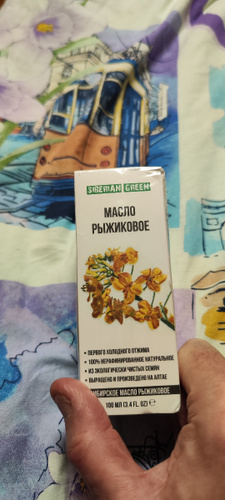 SIBERIAN GREEN
МАСЛО
РЫЖИКОВОЕ
• ПЕРВОГО ХОЛОДНОГО ОТЖИМА
• 100% НЕРАФИНИРОВАННОЕ НАТУРАЛЬНОЕ
• ИЗ ЭКОЛОГИЧЕСКИ ЧИСТЫХ СЕМЯН
• ВЫРАЩЕНО И ПРОИЗВЕДЕНО НА АЛТАЕ
СИБИРСКОЕ МАСЛО РЫЖИКОВОЕ
100 МЛ (3.4 FL. OZ) ℮